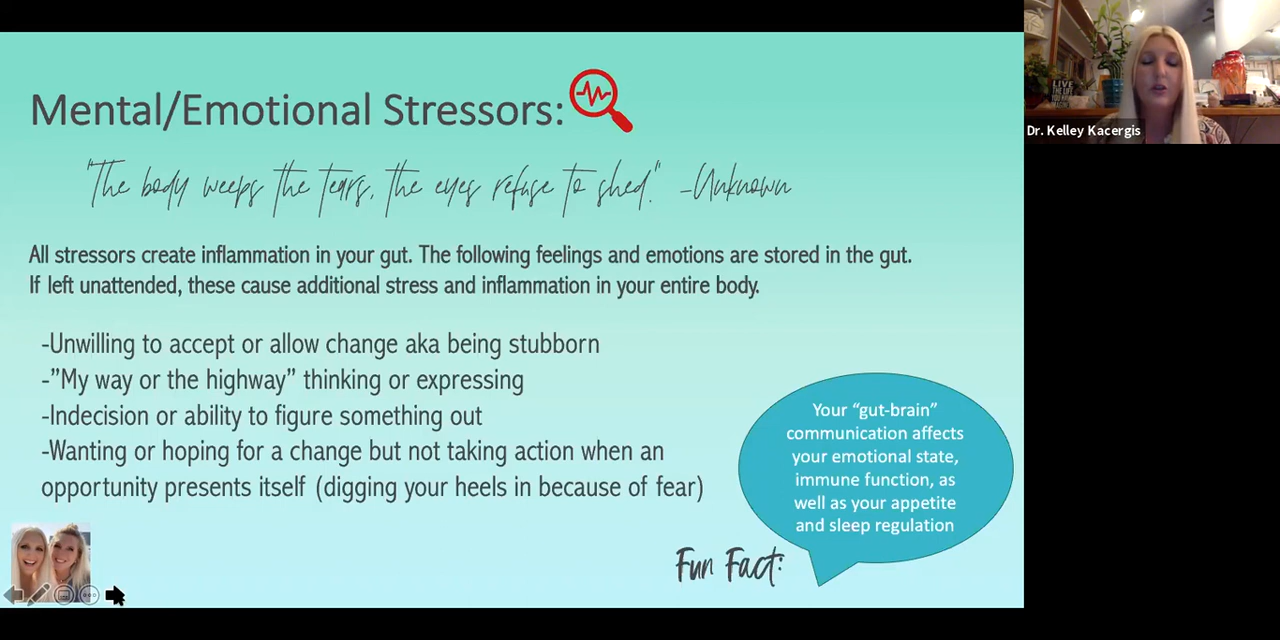 Mental/Emotional Stressors:
"The body weeps the tears, the eyes refuse to shed." -Unknown
All stressors create inflammation in your gut. The following feelings and emotions are stored in the gut.
If left unattended, these cause additional stress and inflammation in your entire body.
-Unwilling to accept or allow change aka being stubborn
-”My way or the highway” thinking or expressing
-Indecision or ability to figure something out
-Wanting or hoping for a change but not taking action when an
opportunity presents itself (digging your heels in because of fear)
Your “gut-brain”
communication affects
your emotional state,
immune function, as
well as your appetite
and sleep regulation
Fun Fact:
LIVE
THE LIFE
YOU
Dr. Kelley Kacergis